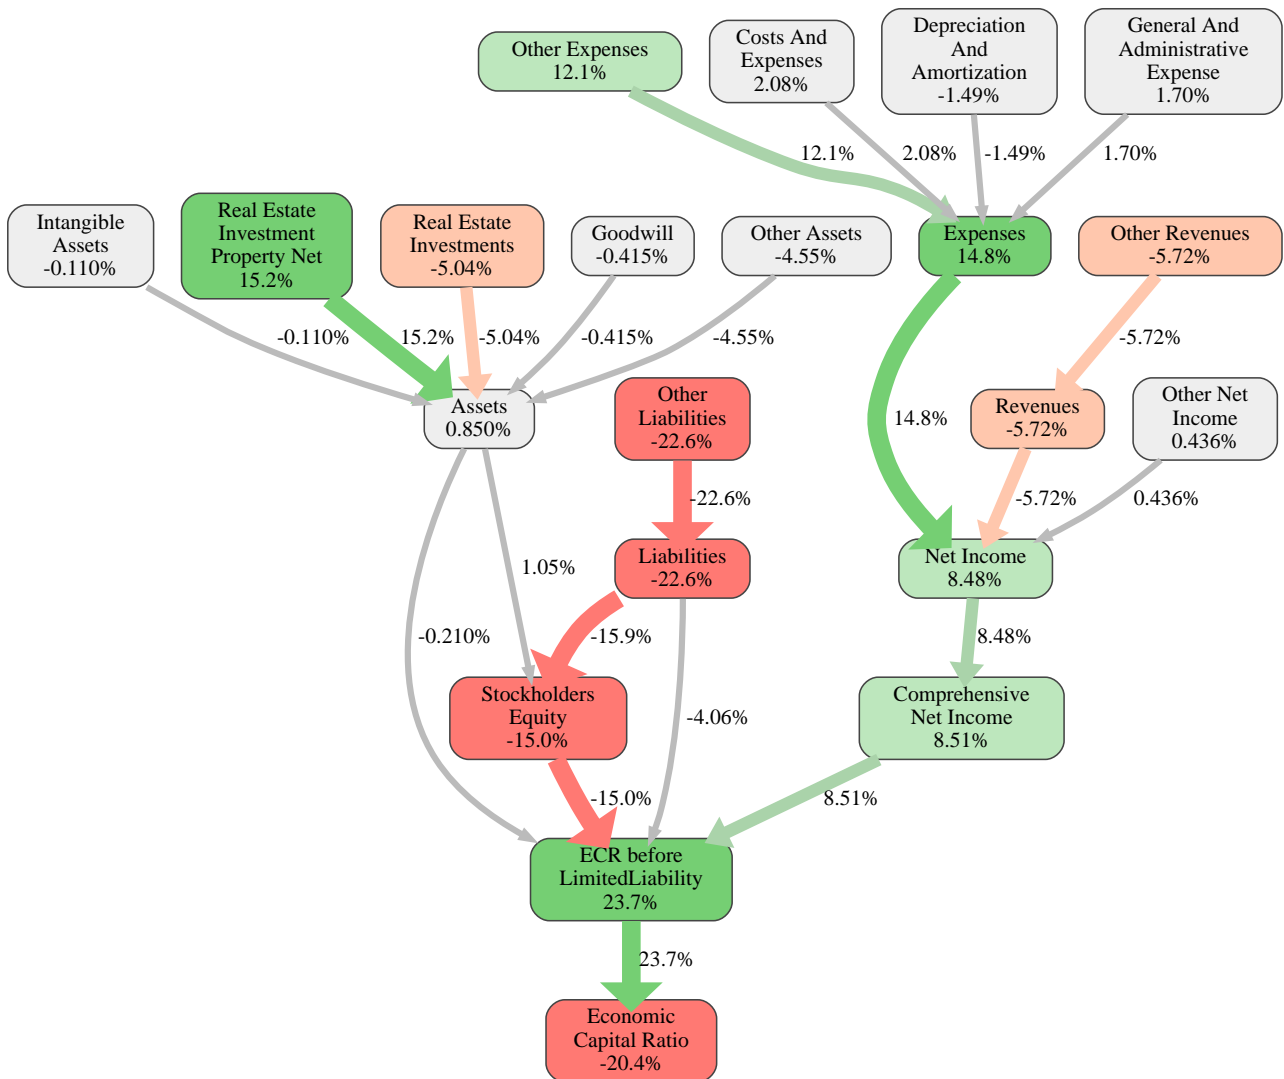 Other Expenses
12.1%
Costs And
Expenses
2.08%
Depreciation
And
Amortization
-1.49%
General And
Administrative
Expense
1.70%
12.1%
2.08%
-1.49%
1.70%
Intangible
Assets
-0.110%
Real Estate
Investment
Property Net
15.2%
Real Estate
Investments
-5.04%
Goodwill
-0.415%
Other Assets
-4.55%
Expenses
14.8%
Other Revenues
-5.72%
-0.110%
15.2%
-5.04%
-0.415%
-4.55%
-5.72%
Assets
0.850%
Other
Liabilities
-22.6%
14.8%
Revenues
-5.72%
Other Net
Income
0.436%
-22.6%
-5.72%
0.436%
1.05%
Liabilities
-22.6%
Net Income
8.48%
-0.210%
-15.9%
8.48%
Stockholders
Equity
-15.0%
-4.06%
Comprehensive
Net Income
8.51%
-15.0%
8.51%
ECR before
LimitedLiability
23.7%
23.7%
Economic
Capital Ratio
-20.4%